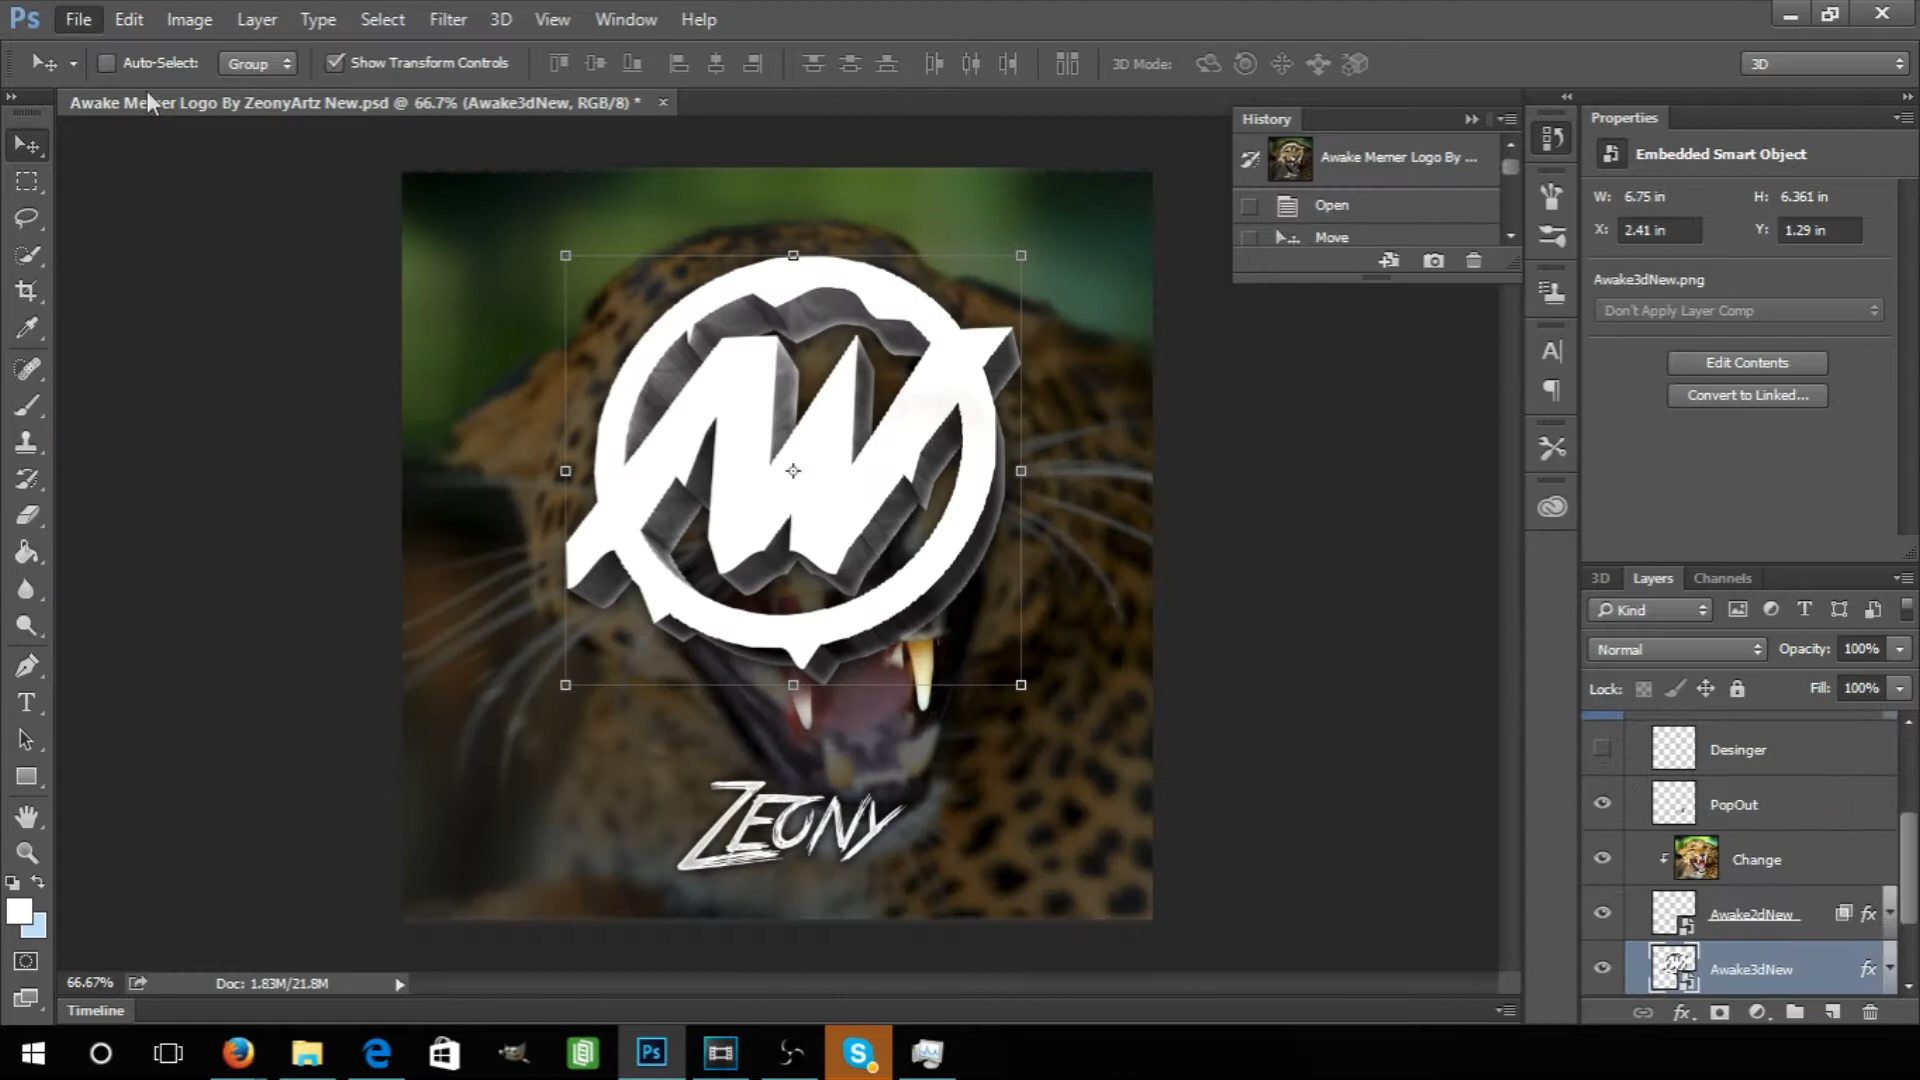 Ps File Edit Image Layer Type Select Filter 3D View Window Help
Auto-Select: Group Show Transform Controls 3D Mode: 3D
Awake Memer Logo By ZeonyArtz New.psd @ 66.7% (Awake3dNew, RGB/8) *
History
Awake Memer Logo By ...
Open
Move
Properties
Embedded Smart Object
W: 6.75 in H: 6.361 in
X: 2.41 in Y: 1.29 in
Awake3dNew.png
Don't Apply Layer Comp
Edit Contents
Convert to Linked...
3D Layers Channels
Kind
Normal Opacity: 100%
Lock: Fill: 100%
Desinger
PopOut
Change
Awake2dNew fx
Awake3dNew fx
fx
ZEONY
66.67% Doc: 1.83M/21.8M
Timeline
Ps